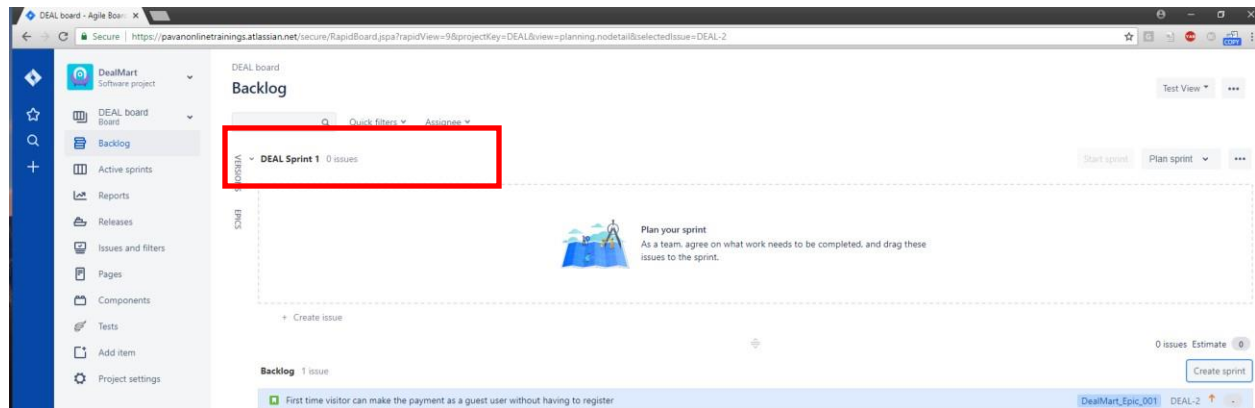 DEAL board - Agile Board
Secure https://pavanonlinetrainings.atlassian.net/secure/RapidBoard.jspa?rapidView=9&projectKey=DEAL&view=planning.nodetail&selectedIssue=DEAL-2
COPY
DealMart
Software project
DEAL board
Board
Backlog
Active sprints
Reports
Releases
Issues and filters
Pages
Components
Tests
Add item
Project settings
DEAL board
Backlog
Test View
Quick filters Assignee
VERSIONS
EPICS
DEAL Sprint 1 0 issues
Start sprint Plan sprint
Plan your sprint
As a team, agree on what work needs to be completed, and drag these
issues to the sprint.
+ Create issue
0 issues Estimate 0
Backlog 1 issue
Create sprint
First time visitor can make the payment as a guest user without having to register
DealMart_Epic_001 DEAL-2 -